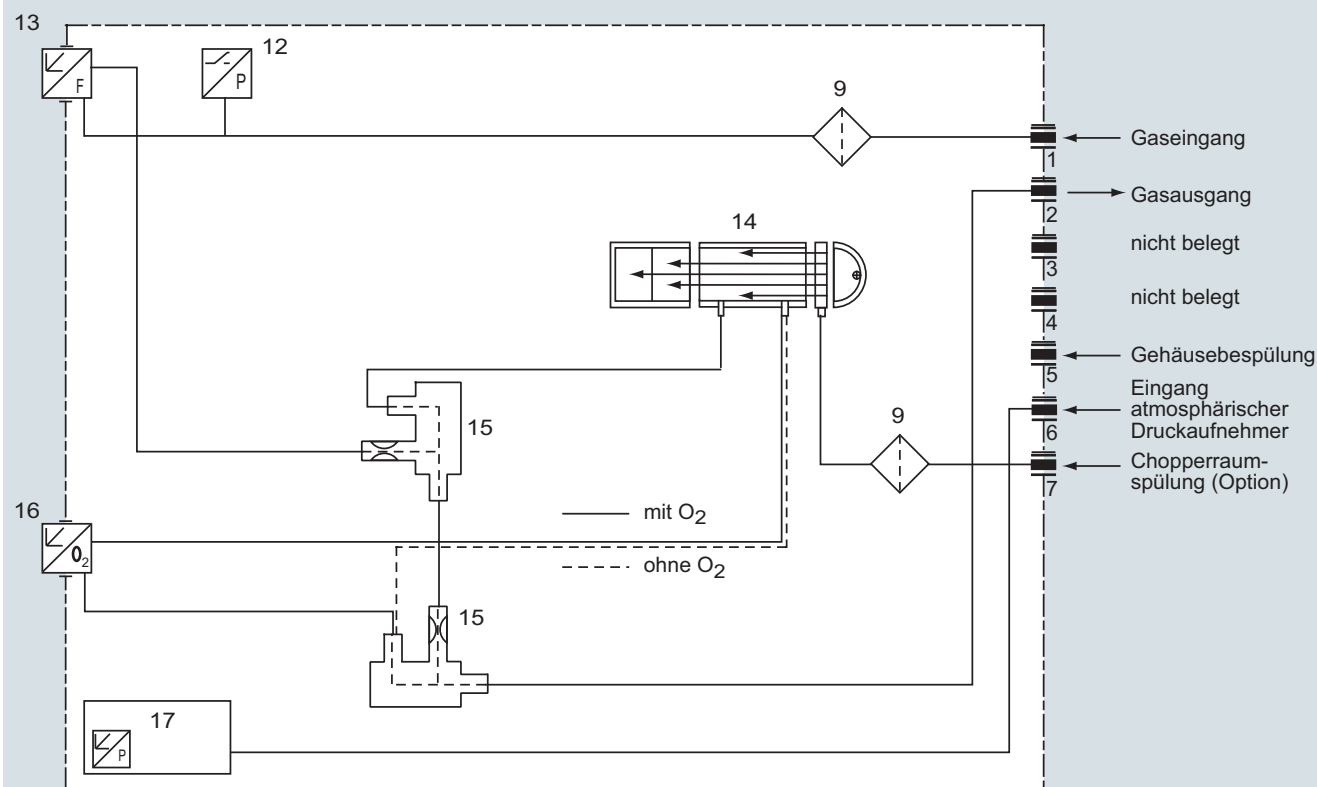 13
F
12
P
9
1
Gaseingang
2
Gasausgang
14
3
nicht belegt
4
nicht belegt
5
Gehäusebespülung
6
Eingang
atmosphärischer
Druckaufnehmer
9
7
Chopperraum-
spülung (Option)
15
16
O2
mit O2
ohne O2
15
17
P